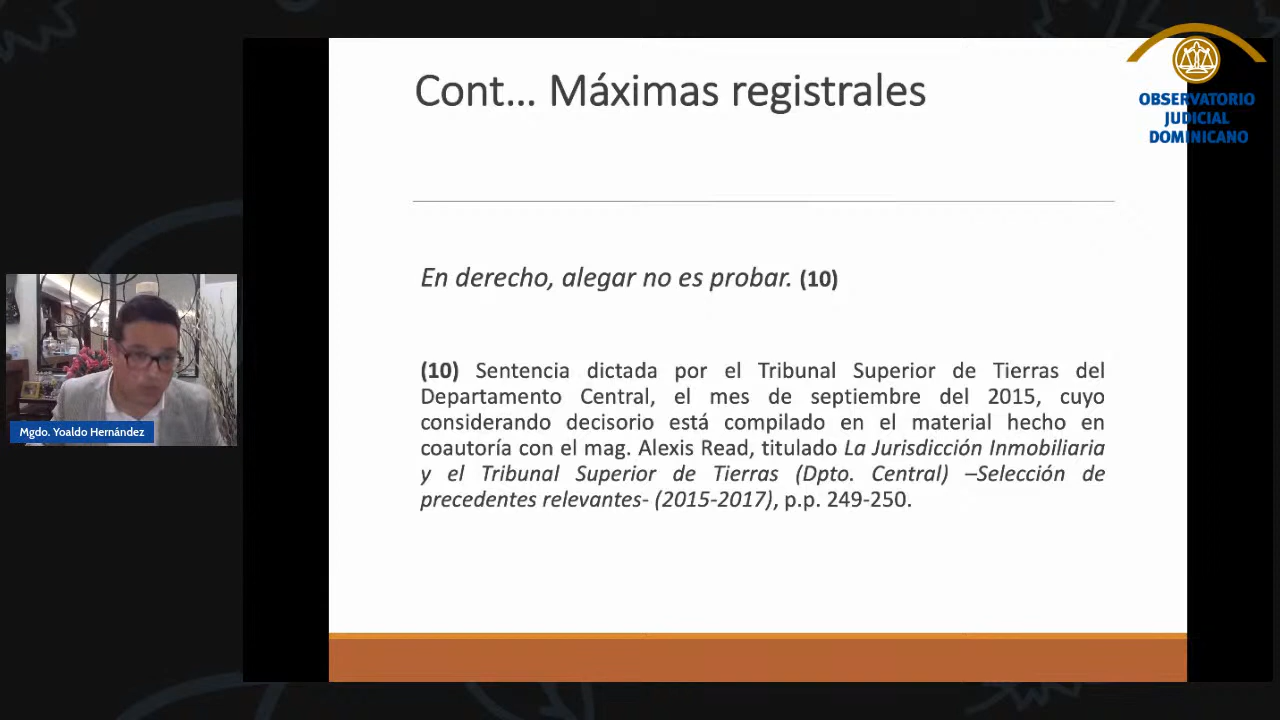 Cont... Máximas registrales
OBSERVATORIO
JUDICIAL
DOMINICANO
En derecho, alegar no es probar. (10)
(10) Sentencia dictada por el Tribunal Superior de Tierras del
Departamento Central, el mes de septiembre del 2015, cuyo
considerando decisorio está compilado en el material hecho en
coautoría con el mag. Alexis Read, titulado La Jurisdicción Inmobiliaria
y el Tribunal Superior de Tierras (Dpto. Central) –Selección de
precedentes relevantes- (2015-2017), p.p. 249-250.
Mgdo. Yoaldo Hernández